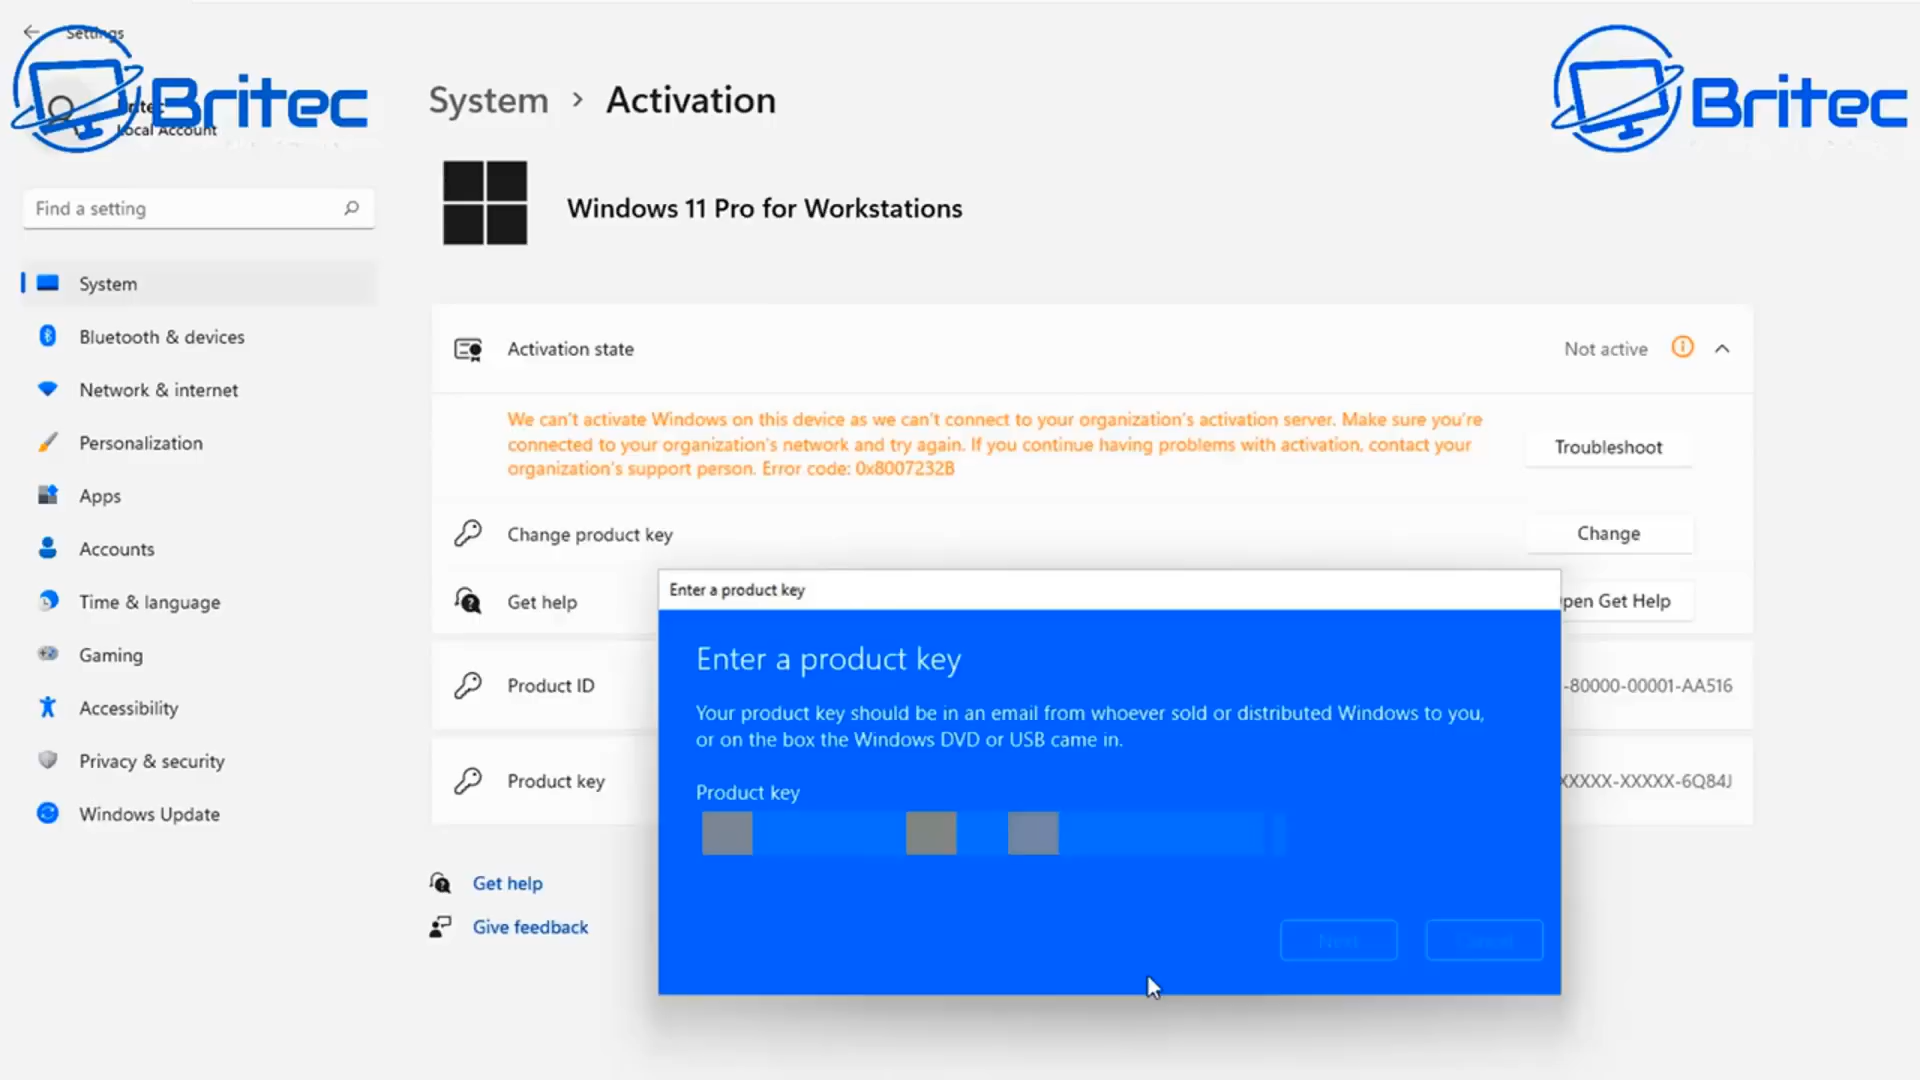 Settings
Britec
Local Account
Britec
System > Activation
Windows 11 Pro for Workstations
Find a setting
System
Bluetooth & devices
Network & internet
Personalization
Apps
Accounts
Time & language
Gaming
Accessibility
Privacy & security
Windows Update
Activation state
Not active
We can't activate Windows on this device as we can't connect to your organization's activation server. Make sure you're
connected to your organization's network and try again. If you continue having problems with activation, contact your
organization's support person. Error code: 0x8007232B
Troubleshoot
Change product key
Change
Get help
Get Help
Product ID
-80000-00001-AA516
Product key
XXXXX-XXXXX-6Q84J
Enter a product key
Enter a product key
Your product key should be in an email from whoever sold or distributed Windows to you,
or on the box the Windows DVD or USB came in.
Product key
Next
Get help
Give feedback